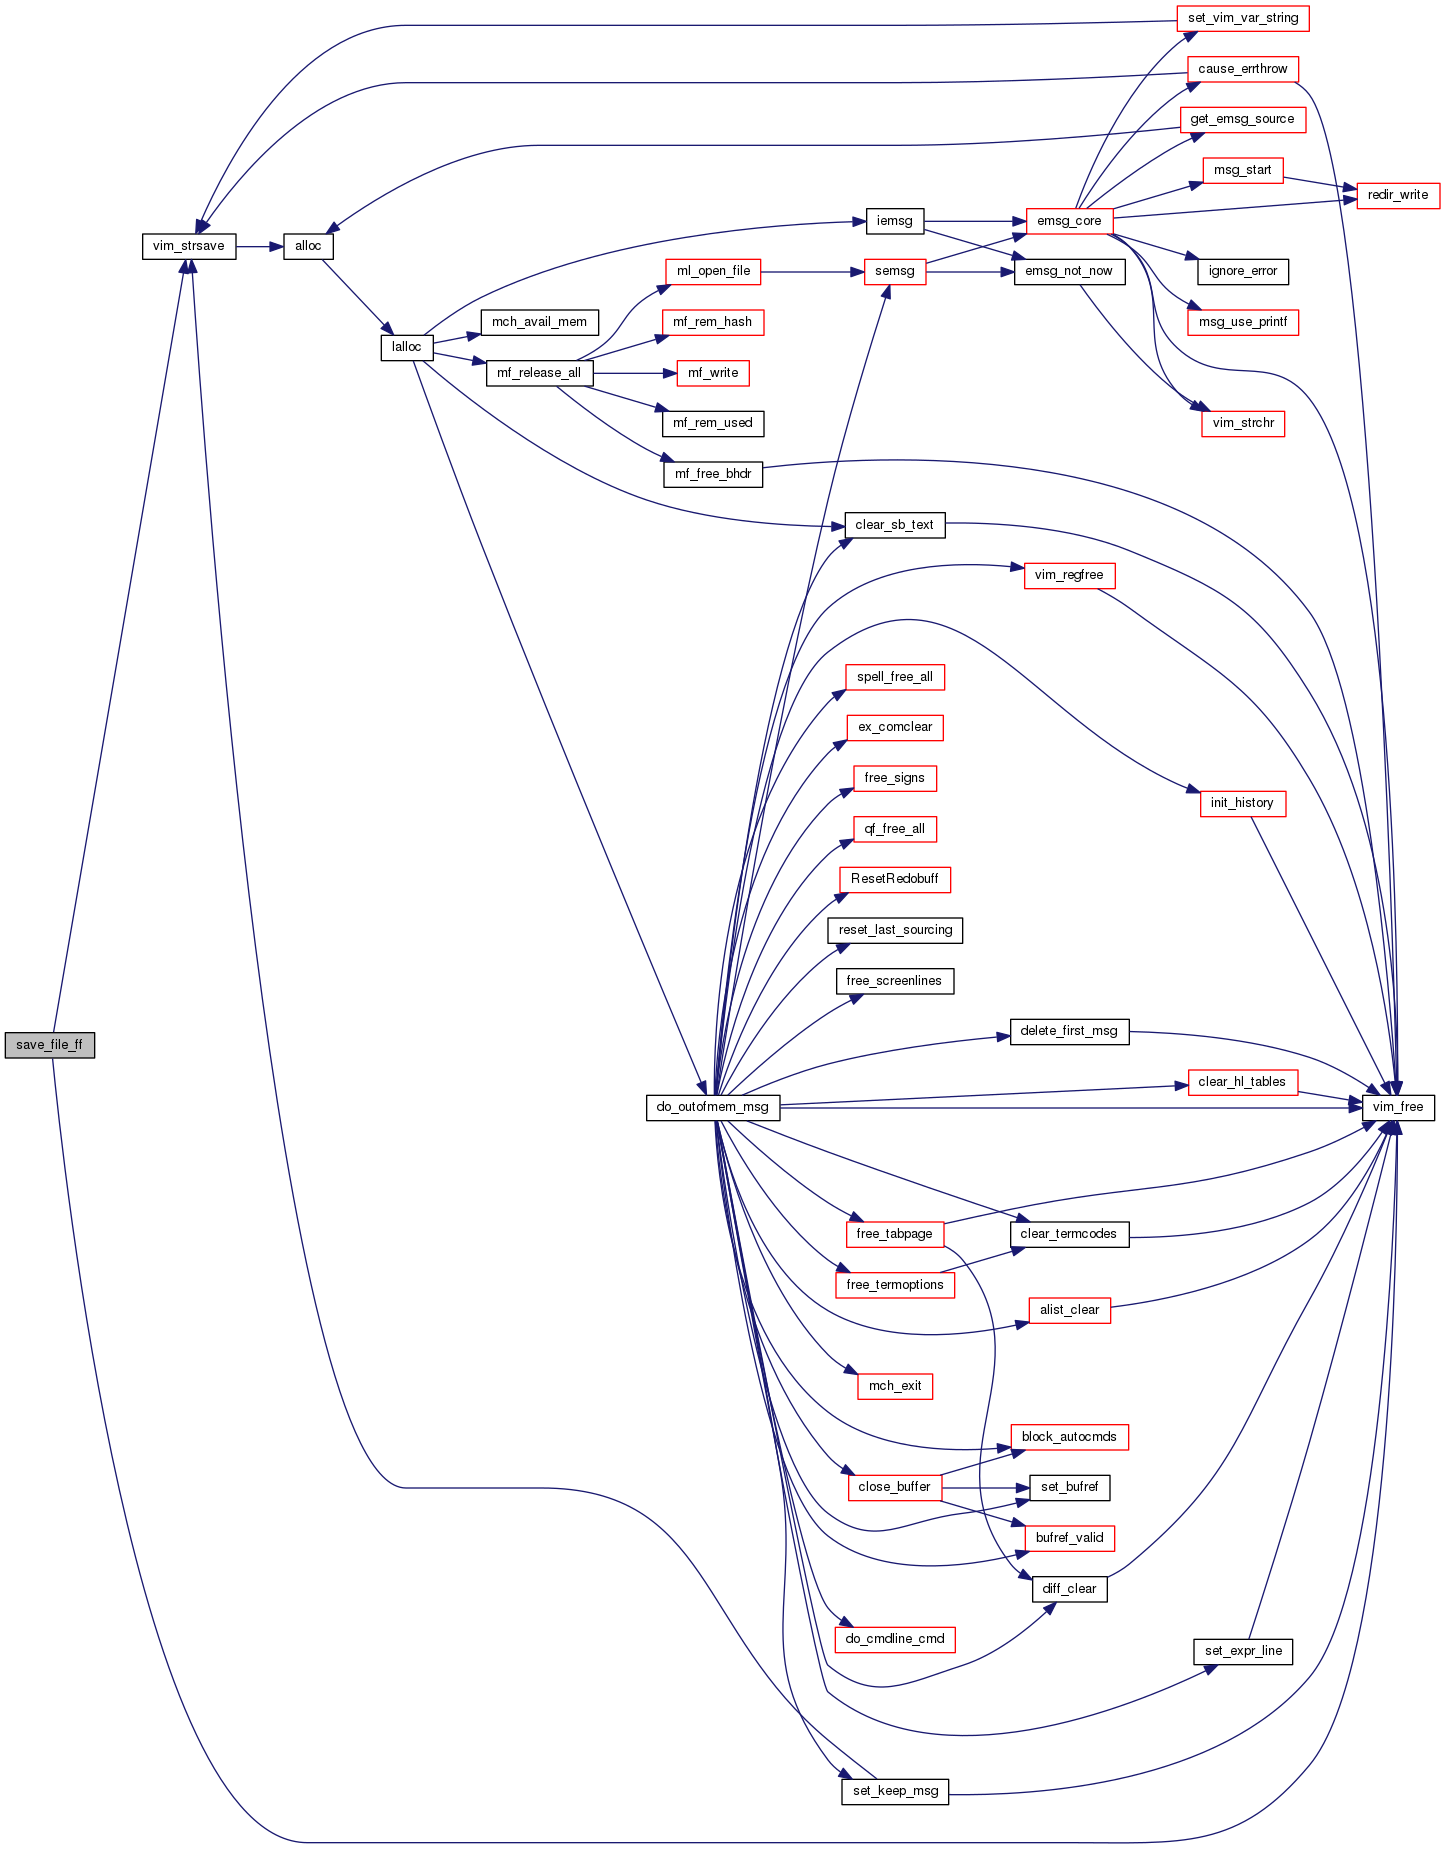 set_vim_var_string
cause_errthrow
get_emsg_source
msg_start
redir_write
iemsg
emsg_core
vim_strsave
alloc
semsg
emsg_not_now
ignore_error
ml_open_file
mch_avail_mem
mf_rem_hash
msg_use_printf
lalloc
mf_release_all
mf_write
mf_rem_used
vim_strchr
mf_free_bhdr
clear_sb_text
vim_regfree
spell_free_all
ex_comclear
free_signs
init_history
qf_free_all
ResetRedobuff
reset_last_sourcing
free_screenlines
delete_first_msg
save_file_ff
clear_hl_tables
do_outofmem_msg
vim_free
free_tabpage
clear_termcodes
free_termoptions
alist_clear
mch_exit
block_autocmds
close_buffer
set_bufref
bufref_valid
diff_clear
do_cmdline_cmd
set_expr_line
set_keep_msg